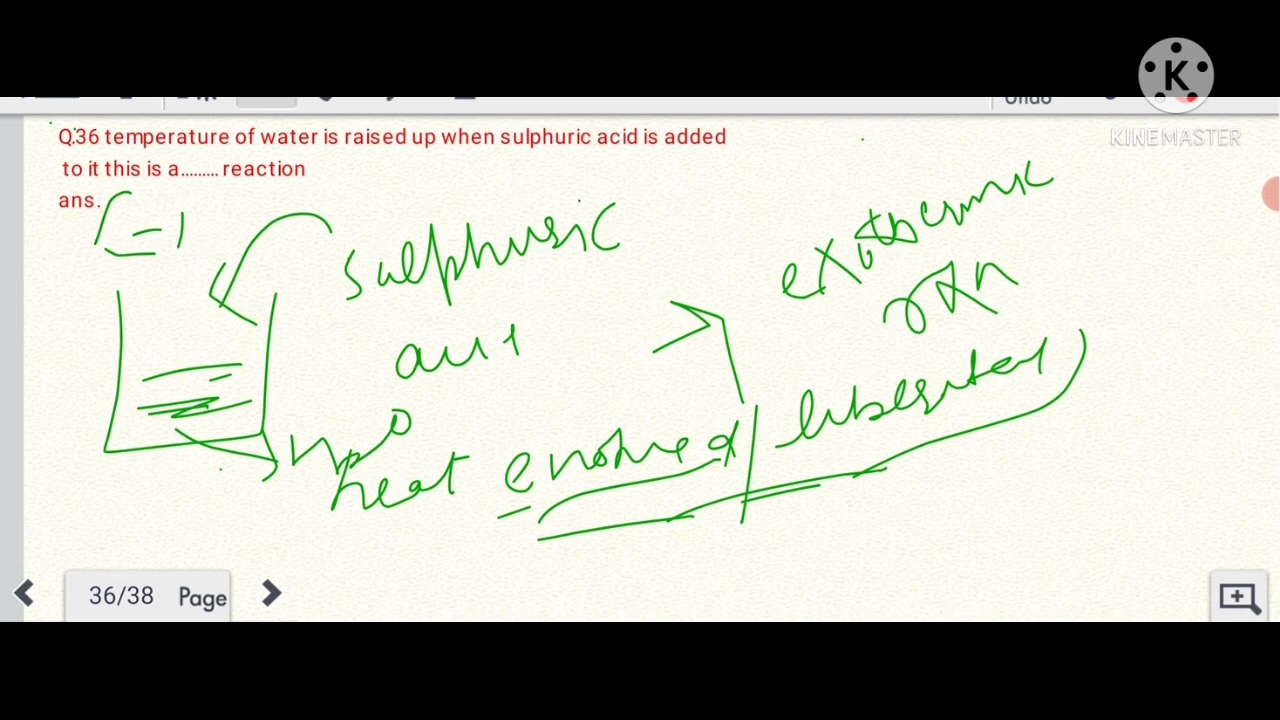 K
KINEMASTER
Undo
Q.36 temperature of water is raised up when sulphuric acid is added
to it this is a......... reaction
ans.
sulphuric
exothermic
rxn
heat evolved / liberated)
36/38 Page